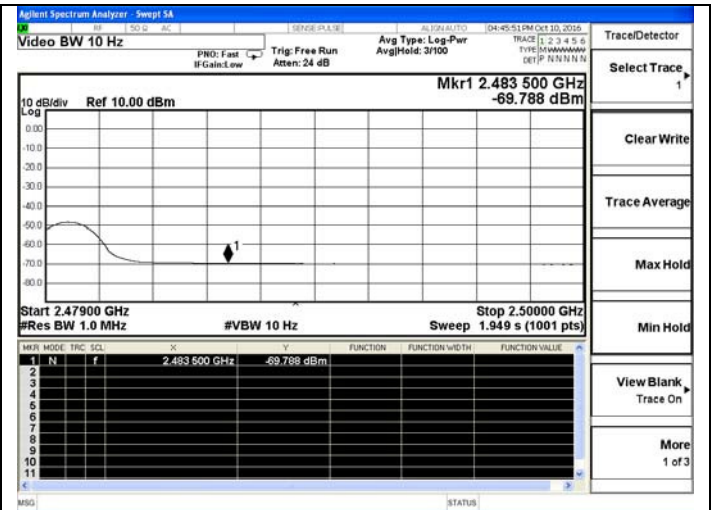 Agilent Spectrum Analyzer - Swept SA
RF 50 Ω AC SENSE:PULSE ALIGNAUTO 04:45:51 PM Oct 10, 2016
Video BW 10 Hz
PNO: Fast
IFGain:Low
Trig: Free Run
Atten: 24 dB
Avg Type: Log-Pwr
Avg|Hold: 3/100
TRACE 1 2 3 4 5 6
TYPE MWWWWW
DET P N N N N N
Mkr1 2.483 500 GHz
-69.788 dBm
10 dB/div Ref 10.00 dBm
Log
0.00
-10.0
-20.0
-30.0
-40.0
-50.0
-60.0
-70.0
-80.0
1
Start 2.47900 GHz
Stop 2.50000 GHz
#Res BW 1.0 MHz
#VBW 10 Hz
Sweep 1.949 s (1001 pts)
MKR MODE TRC SCL X Y FUNCTION FUNCTION WIDTH FUNCTION VALUE
1 N f 2.483 500 GHz -69.788 dBm
2
3
4
5
6
7
8
9
10
11
MSG
STATUS
Trace/Detector
Select Trace
1
Clear Write
Trace Average
Max Hold
Min Hold
View Blank
Trace On
More
1 of 3